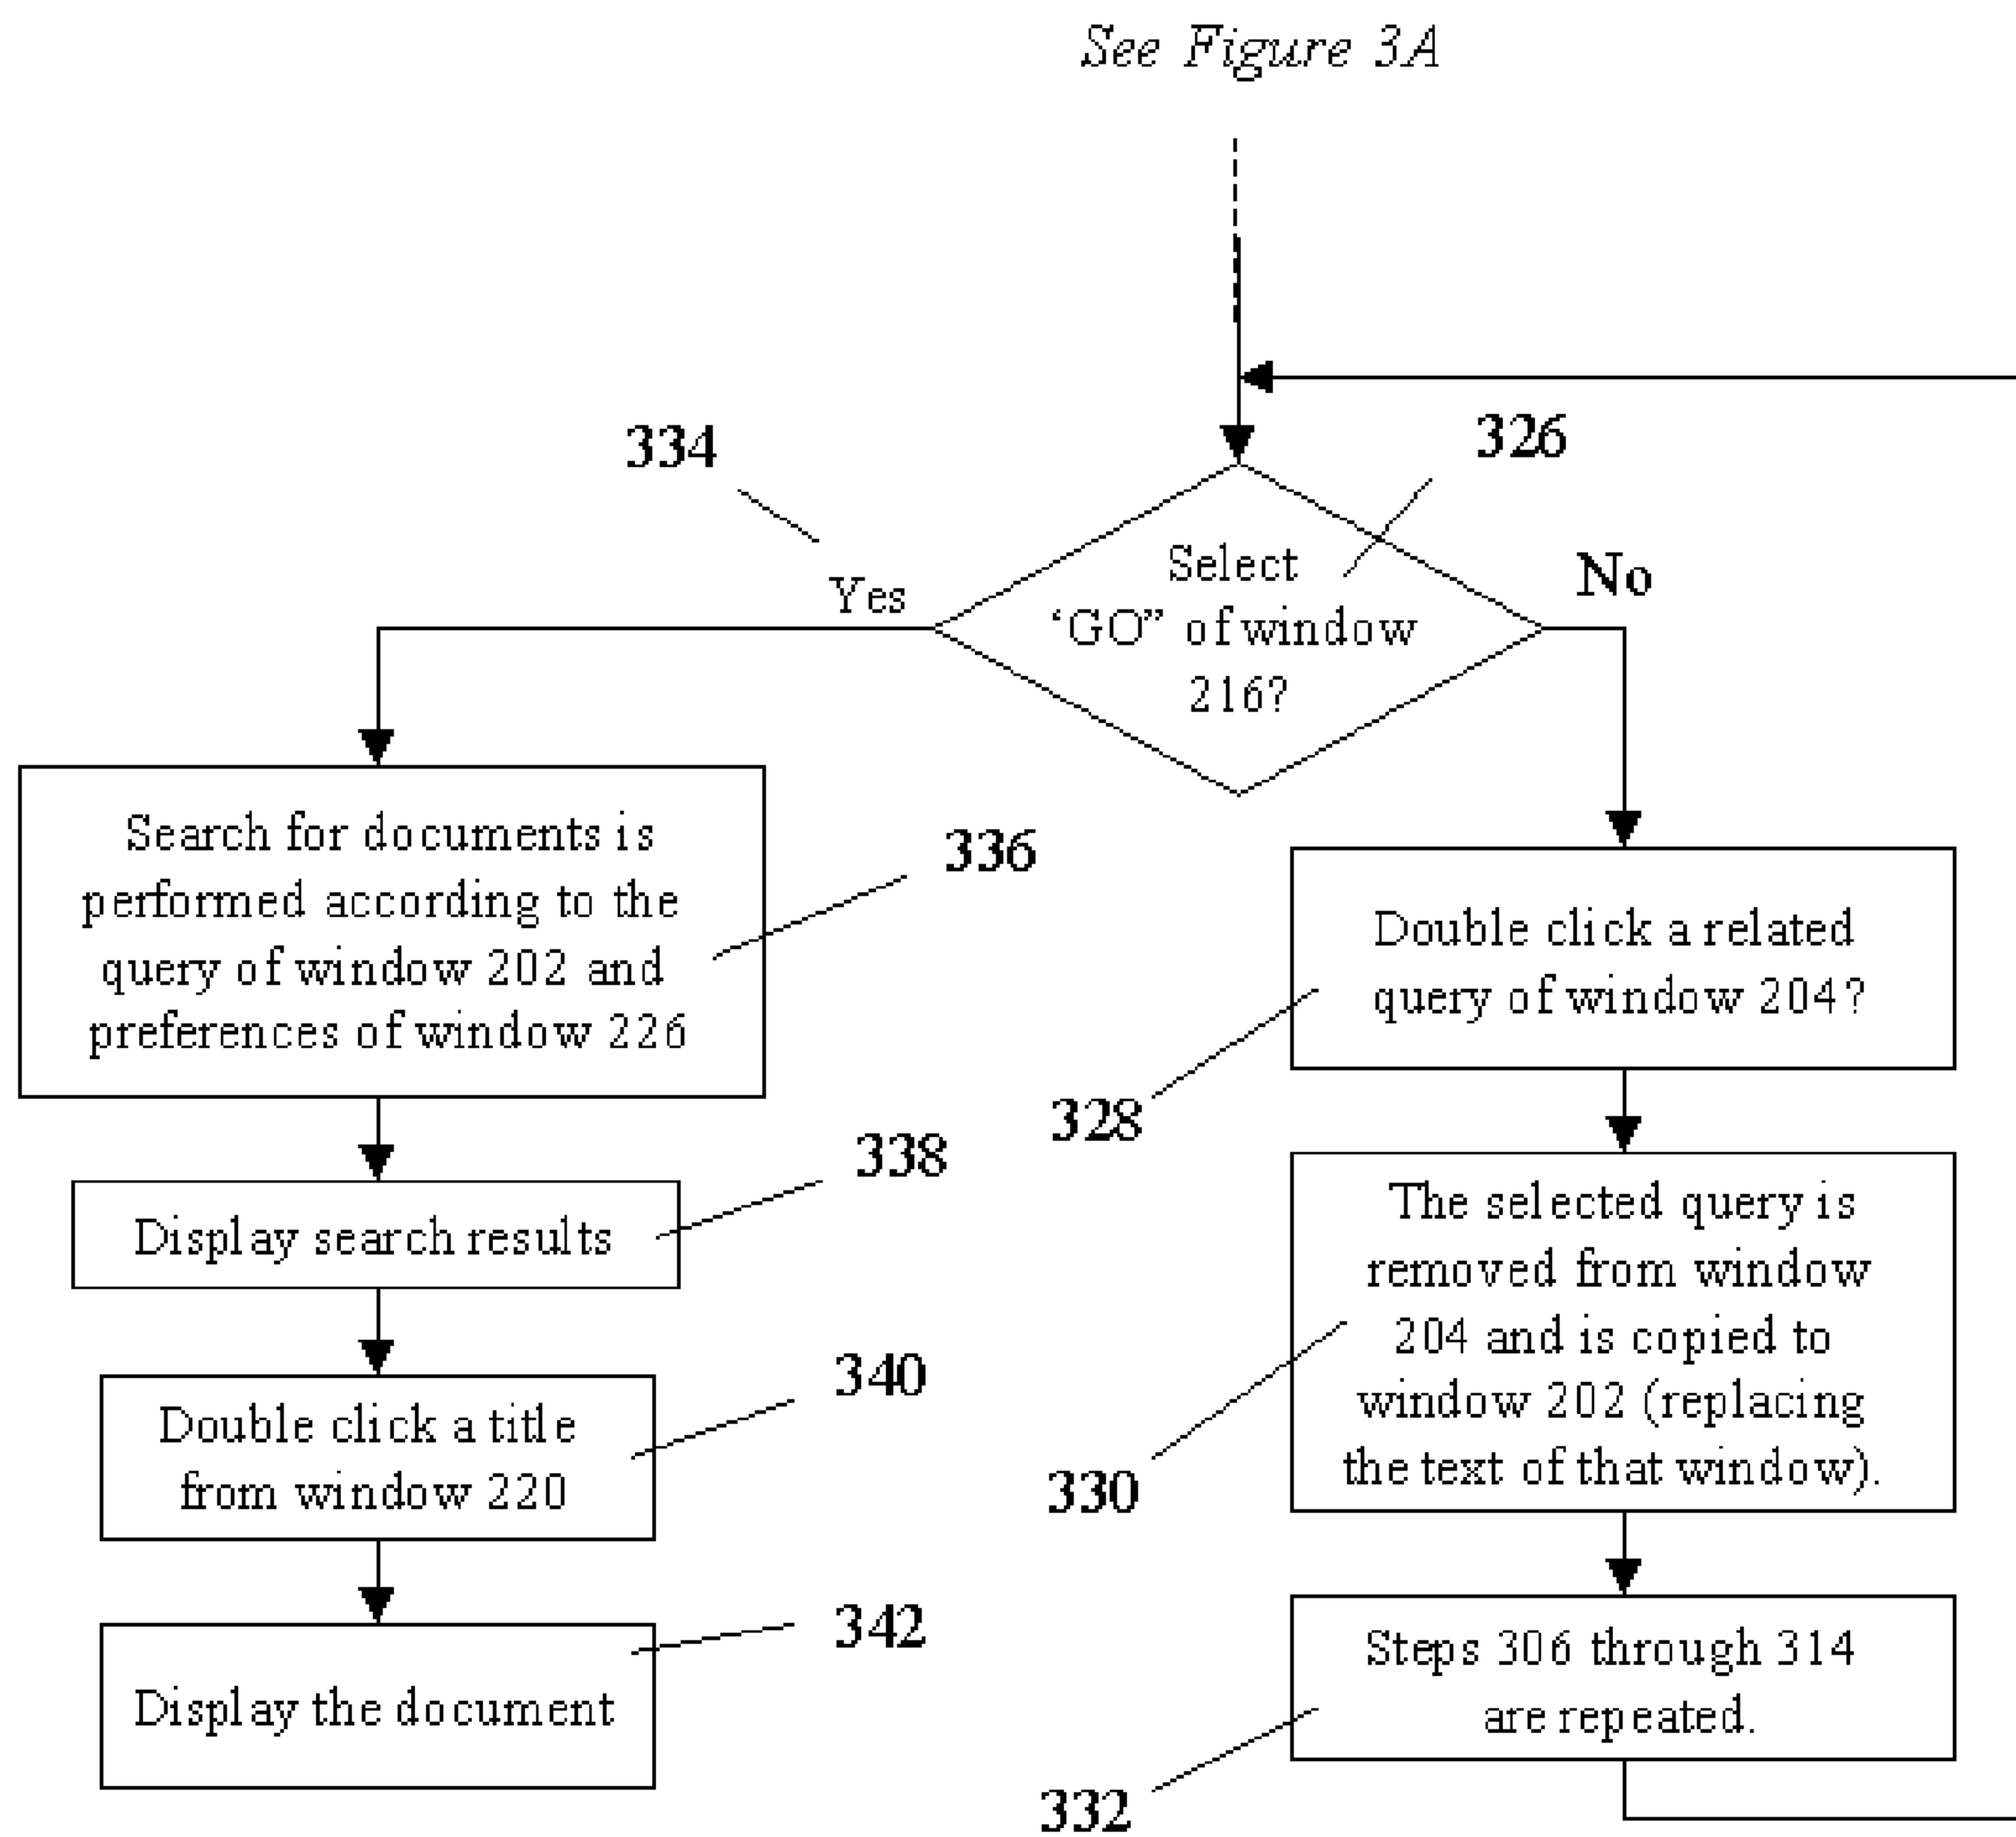 See Figure 3A
334
326
Yes
No
Select
‘GO” of window
216?
Search for documents is
performed according to the
query of window 202 and
preferences of window 226
336
Double click a related
query of window 204?
328
338
Display search results
The selected query is
removed from window
204 and is copied to
window 202 (replacing
the text of that window).
330
340
Double click a title
from window 220
342
Display the document
Steps 306 through 314
are repeated.
332